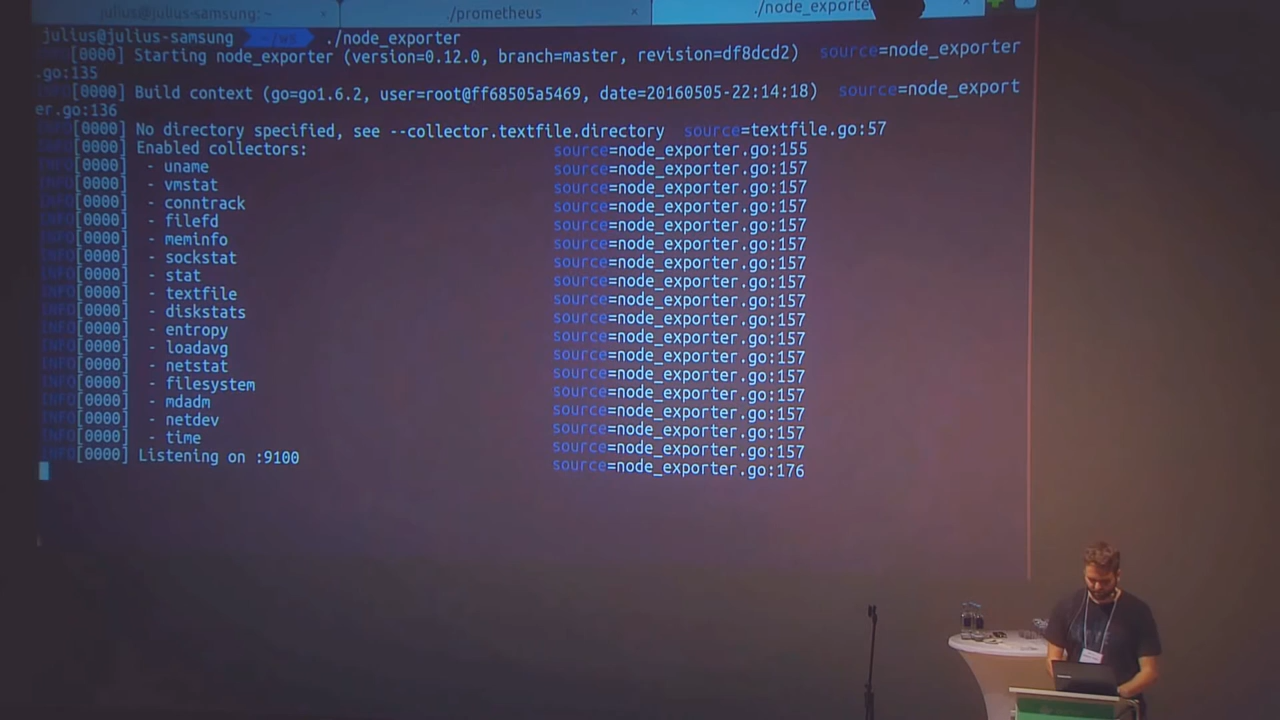 julius@julius-samsung: ~ × ./prometheus × ./node_exporte ×
julius@julius-samsung ~/ws ./node_exporter
INFO[0000] Starting node_exporter (version=0.12.0, branch=master, revision=df8dcd2) source=node_exporter
.go:135
INFO[0000] Build context (go=go1.6.2, user=root@ff68505a5469, date=20160505-22:14:18) source=node_export
er.go:136
INFO[0000] No directory specified, see --collector.textfile.directory source=textfile.go:57
INFO[0000] Enabled collectors: source=node_exporter.go:155
INFO[0000] - uname source=node_exporter.go:157
INFO[0000] - vmstat source=node_exporter.go:157
INFO[0000] - conntrack source=node_exporter.go:157
INFO[0000] - filefd source=node_exporter.go:157
INFO[0000] - meminfo source=node_exporter.go:157
INFO[0000] - sockstat source=node_exporter.go:157
INFO[0000] - stat source=node_exporter.go:157
INFO[0000] - textfile source=node_exporter.go:157
INFO[0000] - diskstats source=node_exporter.go:157
INFO[0000] - entropy source=node_exporter.go:157
INFO[0000] - loadavg source=node_exporter.go:157
INFO[0000] - netstat source=node_exporter.go:157
INFO[0000] - filesystem source=node_exporter.go:157
INFO[0000] - mdadm source=node_exporter.go:157
INFO[0000] - netdev source=node_exporter.go:157
INFO[0000] - time source=node_exporter.go:157
INFO[0000] Listening on :9100 source=node_exporter.go:176